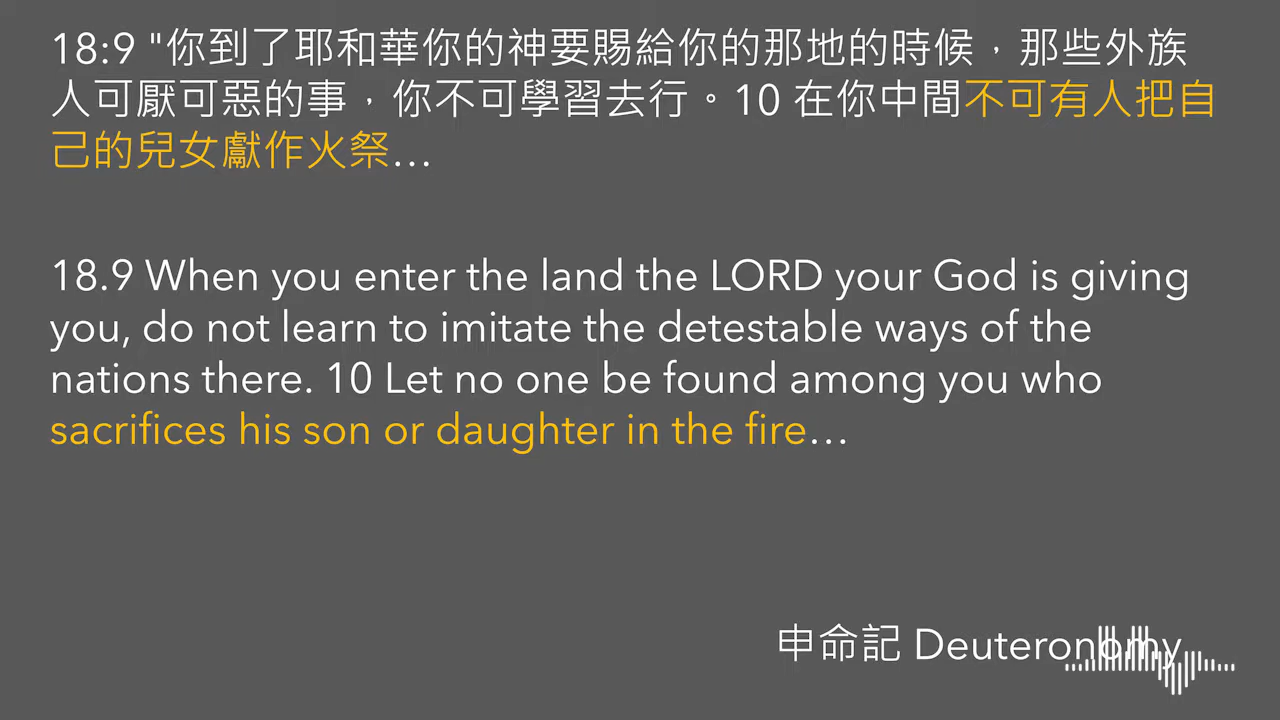 18:9 "你到了耶和華你的神要賜給你的那地的時候，那些外族
人可厭可惡的事，你不可學習去行。10 在你中間不可有人把自
己的兒女獻作火祭…
18.9 When you enter the land the LORD your God is giving
you, do not learn to imitate the detestable ways of the
nations there. 10 Let no one be found among you who
sacrifices his son or daughter in the fire…
申命記 Deuteronomy